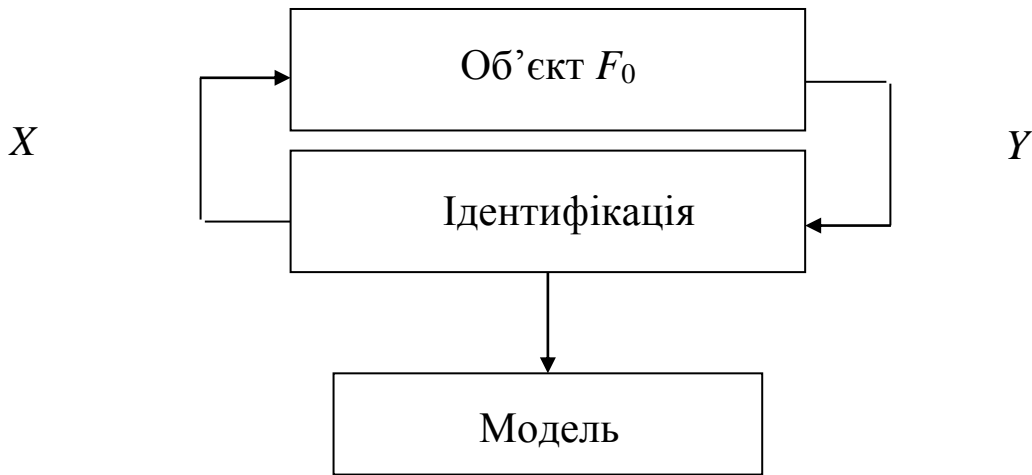 Об’єкт F₀
X
Y
Ідентифікація
Модель